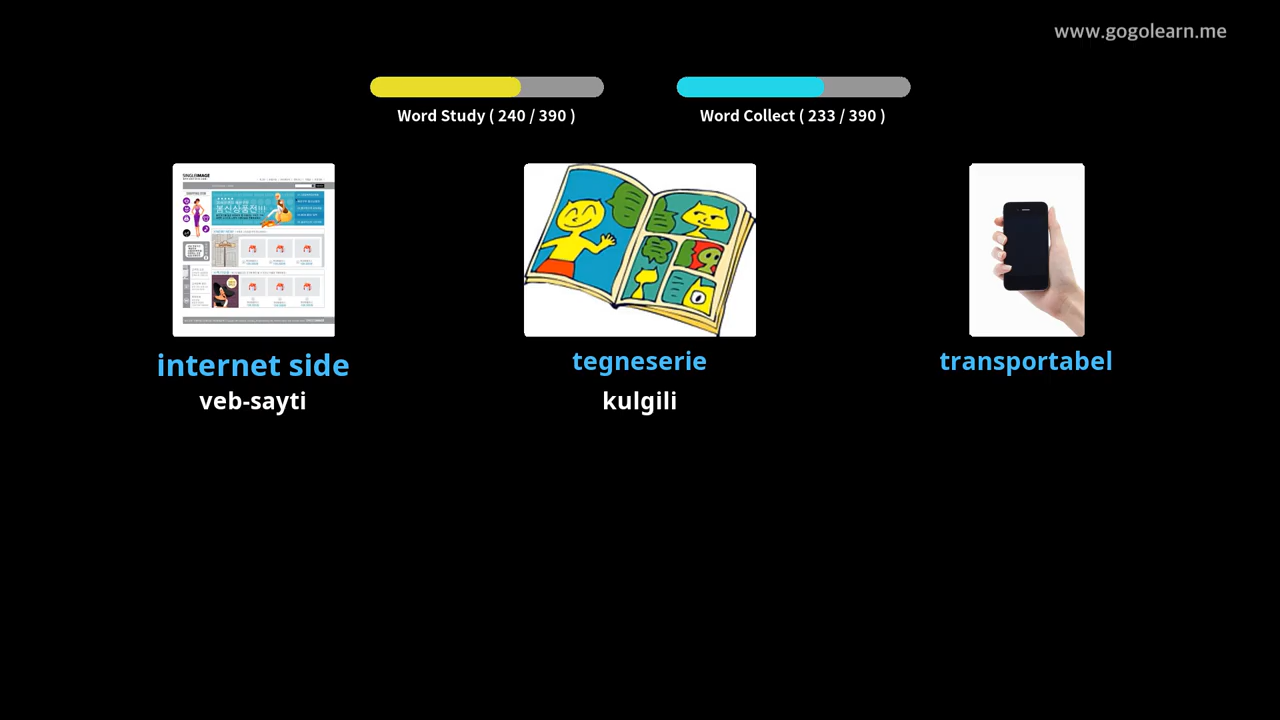 www.gogolearn.me
Word Study ( 240 / 390 )
Word Collect ( 233 / 390 )
internet side
tegneserie
transportabel
veb-sayti
kulgili